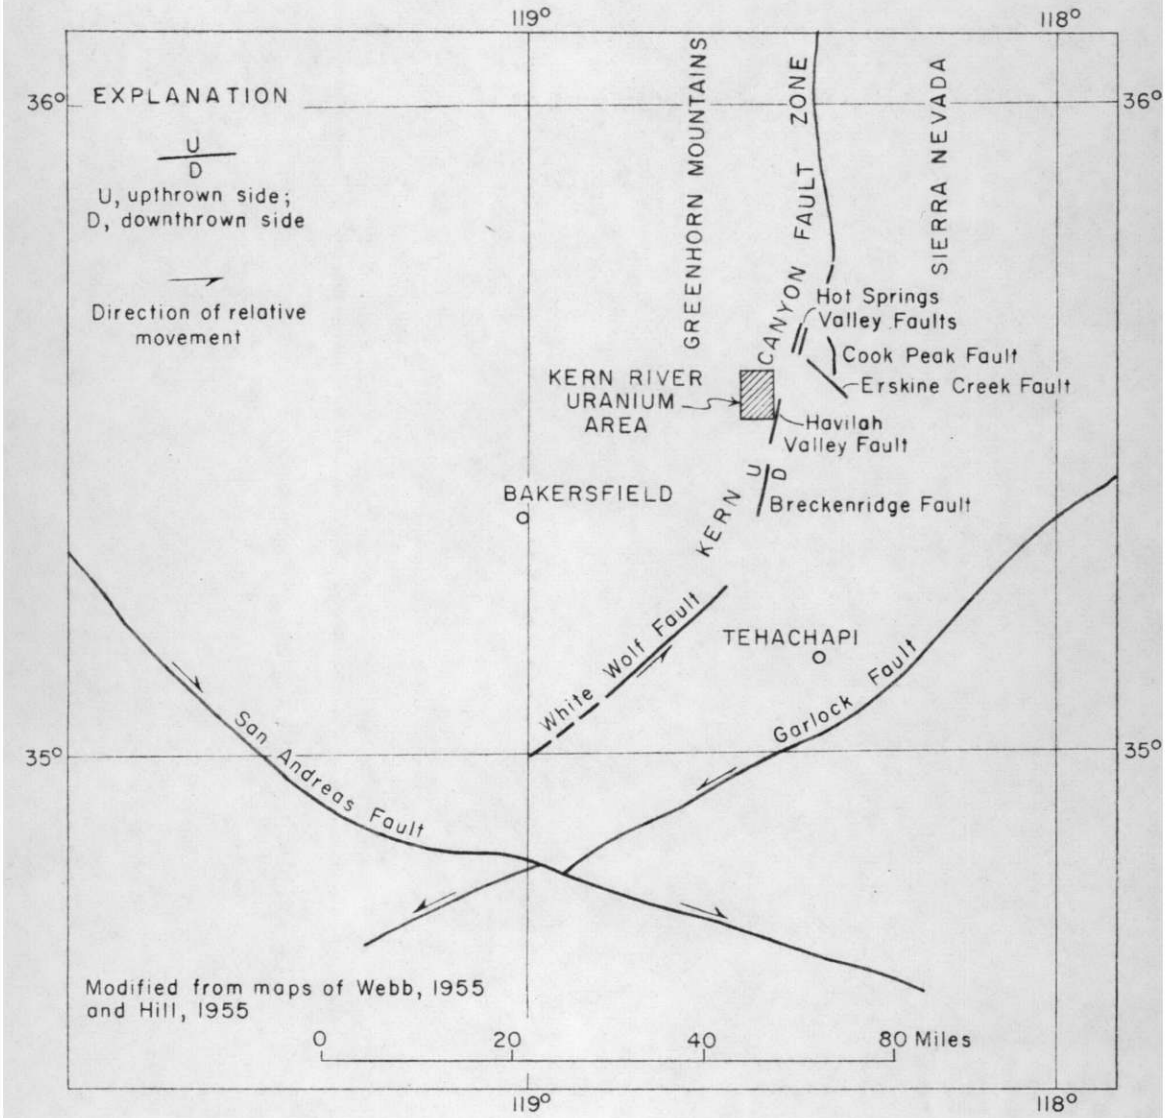 119°
118°
36°
36°
EXPLANATION
U
D
U, upthrown side;
D, downthrown side
Direction of relative
movement
GREENHORN MOUNTAINS
KERN CANYON FAULT ZONE
SIERRA NEVADA
Hot Springs
Valley Faults
Cook Peak Fault
Erskine Creek Fault
KERN RIVER
URANIUM
AREA
Havilah
Valley Fault
U
D
BAKERSFIELD
Breckenridge Fault
White Wolf Fault
TEHACHAPI
Garlock Fault
35°
35°
San Andreas Fault
Modified from maps of Webb, 1955
and Hill, 1955
0 20 40 80 Miles
119°
118°